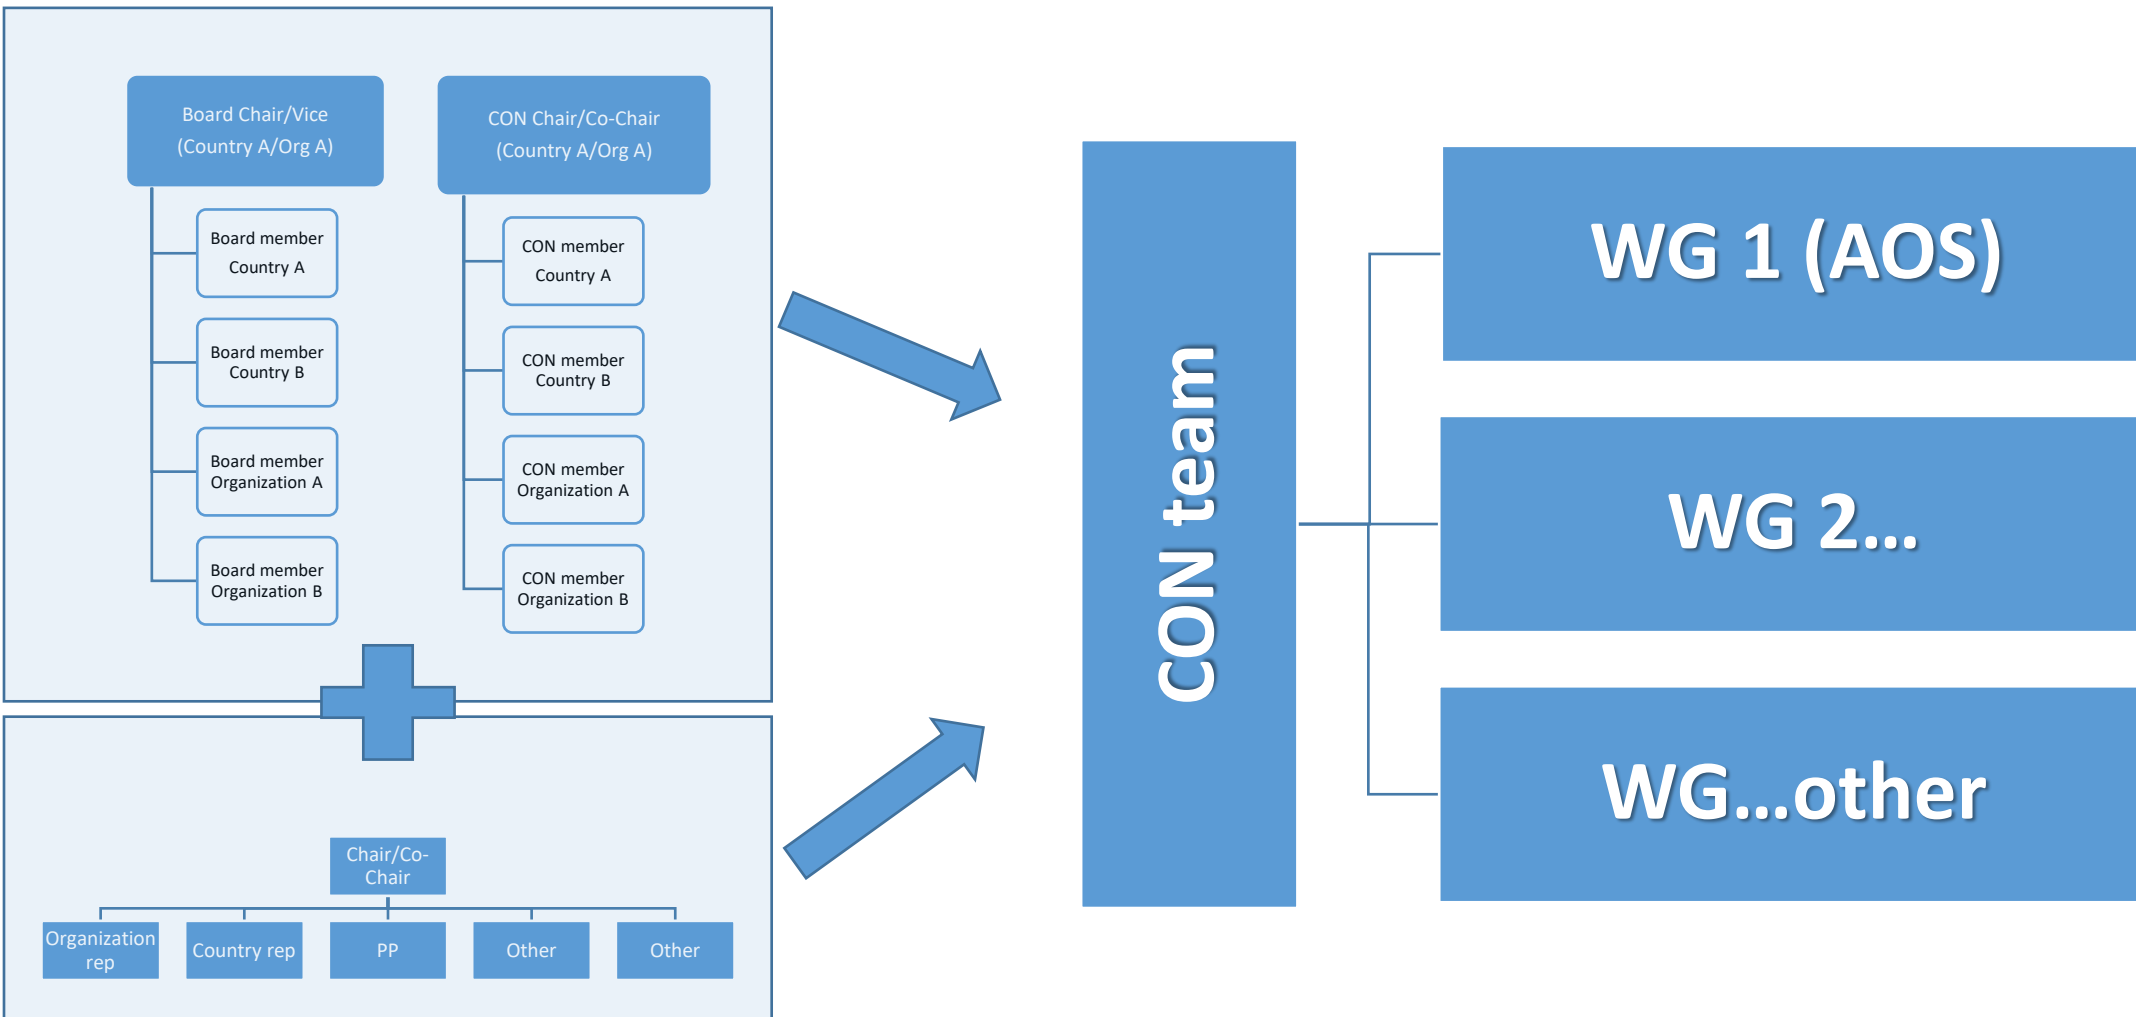 Board Chair/Vice
(Country A/Org A)
Board member
Country A
Board member
Country B
Board member
Organization A
Board member
Organization B
CON Chair/Co-Chair
(Country A/Org A)
CON member
Country A
CON member
Country B
CON member
Organization A
CON member
Organization B
Chair/Co-
Chair
Organization
rep
Country rep
PP
Other
Other
CON team
WG 1 (AOS)
WG 2...
WG...other